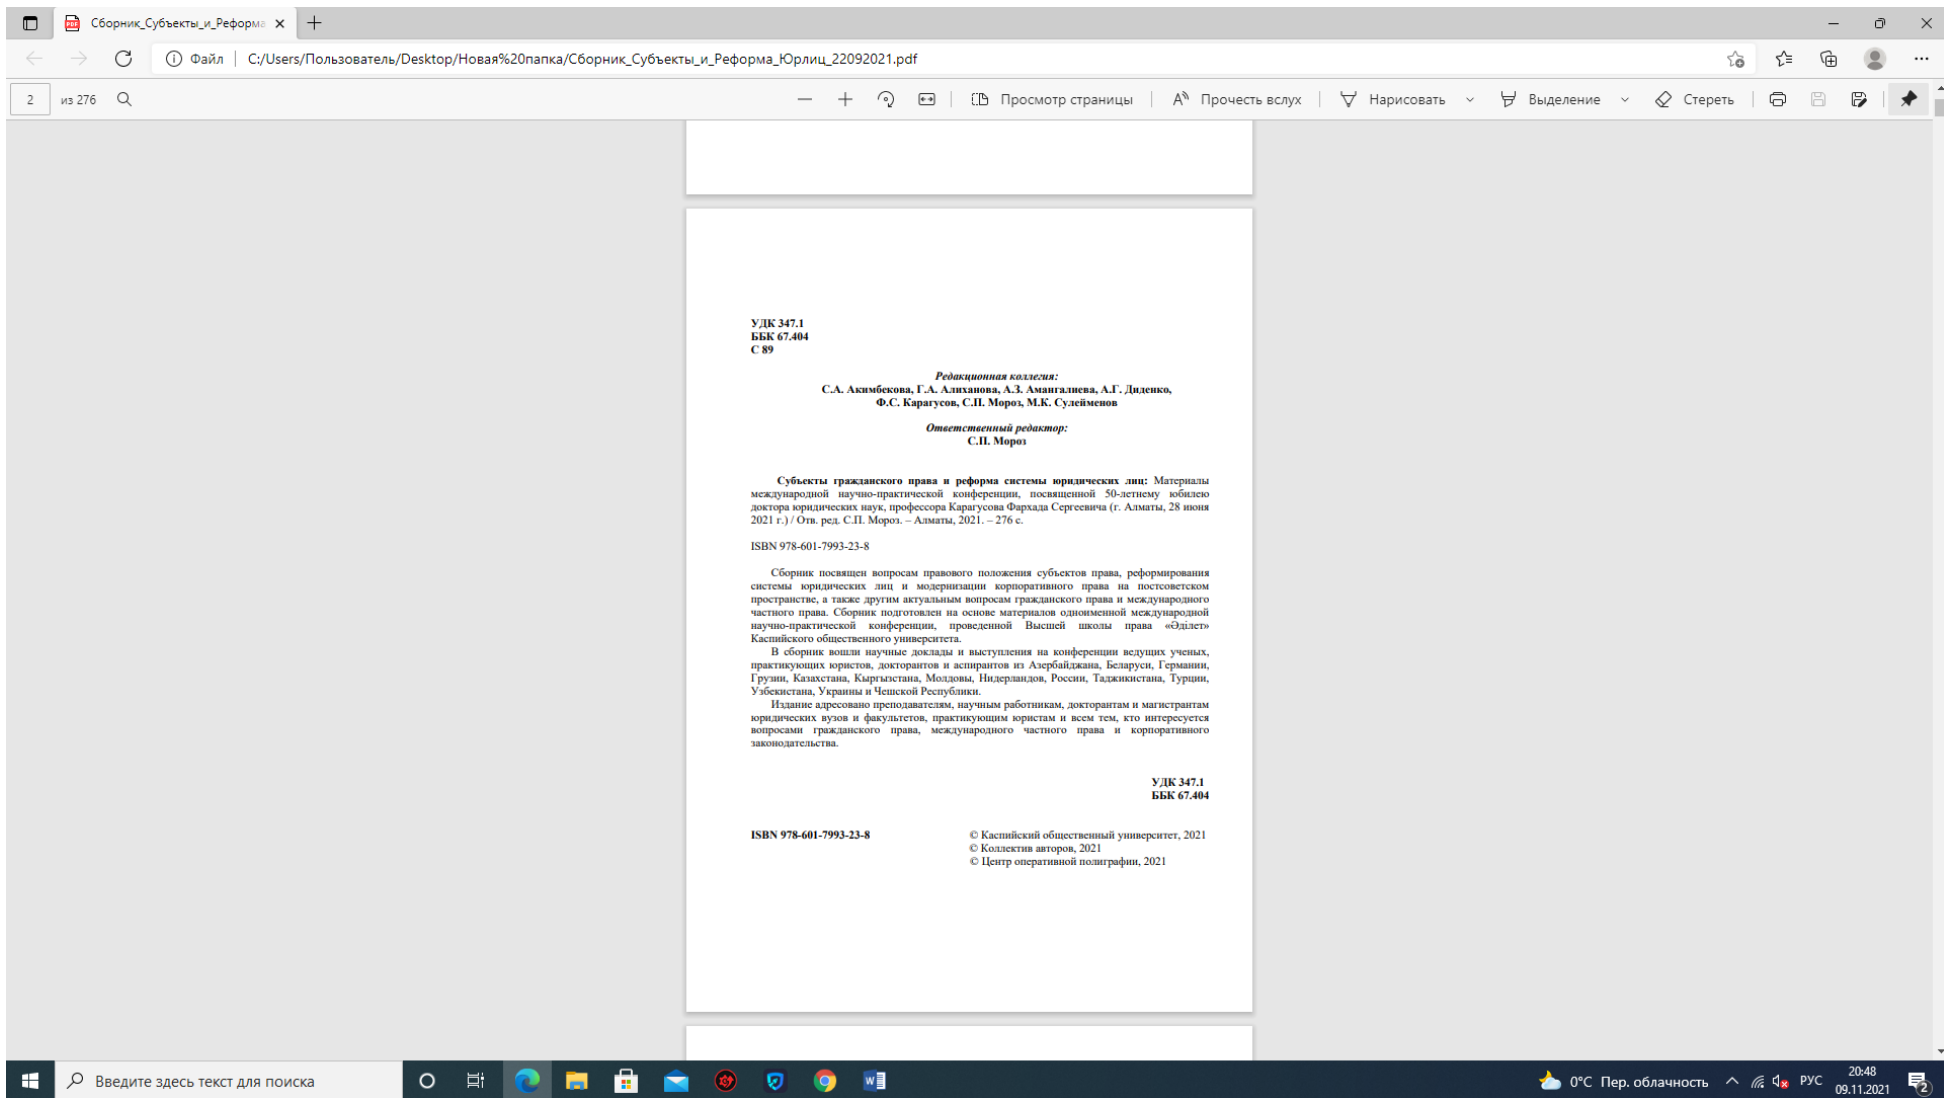 Сборник_Субъекты_и_Реформа
Файл
C:/Users/Пользователь/Desktop/Новая%20папка/Сборник_Субъекты_и_Реформа_Юрлиц_22092021.pdf
2 из 276
Просмотр страницы
Прочесть вслух
Нарисовать
Выделение
Стереть
УДК 347.1
ББК 67.404
С 89
Редакционная коллегия:
С.А. Акимбекова, Г.А. Алиханова, А.З. Амангалиева, А.Г. Диденко,
Ф.С. Карагусов, С.П. Мороз, М.К. Сулейменов
Ответственный редактор:
С.П. Мороз
Субъекты гражданского права и реформа системы юридических лиц: Материалы
международной научно-практической конференции, посвященной 50-летнему юбилею
доктора юридических наук, профессора Карагусова Фархада Сергеевича (г. Алматы, 28 июня
2021 г.) / Отв. ред. С.П. Мороз. – Алматы, 2021. – 276 с.
ISBN 978-601-7993-23-8
Сборник посвящен вопросам правового положения субъектов права, реформирования
системы юридических лиц и модернизации корпоративного права на постсоветском
пространстве, а также другим актуальным вопросам гражданского права и международного
частного права. Сборник подготовлен на основе материалов одноименной международной
научно-практической конференции, проведенной Высшей школы права «Әділет»
Каспийского общественного университета.
В сборник вошли научные доклады и выступления на конференции ведущих ученых,
практикующих юристов, докторантов и аспирантов из Азербайджана, Беларуси, Германии,
Грузии, Казахстана, Кыргызстана, Молдовы, Нидерландов, России, Таджикистана, Турции,
Узбекистана, Украины и Чешской Республики.
Издание адресовано преподавателям, научным работникам, докторантам и магистрантам
юридических вузов и факультетов, практикующим юристам и всем тем, кто интересуется
вопросами гражданского права, международного частного права и корпоративного
законодательства.
УДК 347.1
ББК 67.404
ISBN 978-601-7993-23-8
© Каспийский общественный университет, 2021
© Коллектив авторов, 2021
© Центр оперативной полиграфии, 2021
Введите здесь текст для поиска
0°C Пер. облачность
РУС
20:48
09.11.2021
2